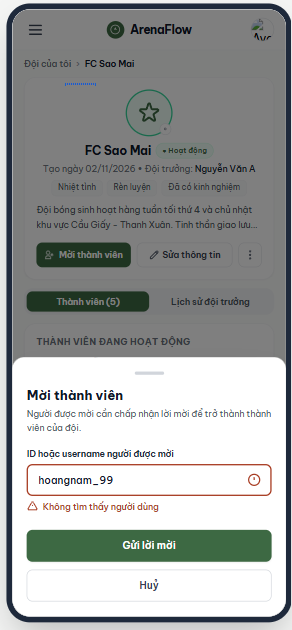 ArenaFlow
Đội của tôi › FC Sao Mai
FC Sao Mai • Hoạt động
Tạo ngày 02/11/2026 • Đội trưởng: Nguyễn Văn A
Nhiệt tình Rèn luyện Đã có kinh nghiệm
Đội bóng sinh hoạt hàng tuần tối thứ 4 và chủ nhật
khu vực Cầu Giấy - Thanh Xuân. Tinh thần giao lưu...
Mời thành viên Sửa thông tin
Thành viên (5) Lịch sử đội trưởng
THÀNH VIÊN ĐANG HOẠT ĐỘNG
Mời thành viên
Người được mời cần chấp nhận lời mời để trở thành thành
viên của đội.
ID hoặc username người được mời
hoangnam_99
Không tìm thấy người dùng
Gửi lời mời
Huỷ